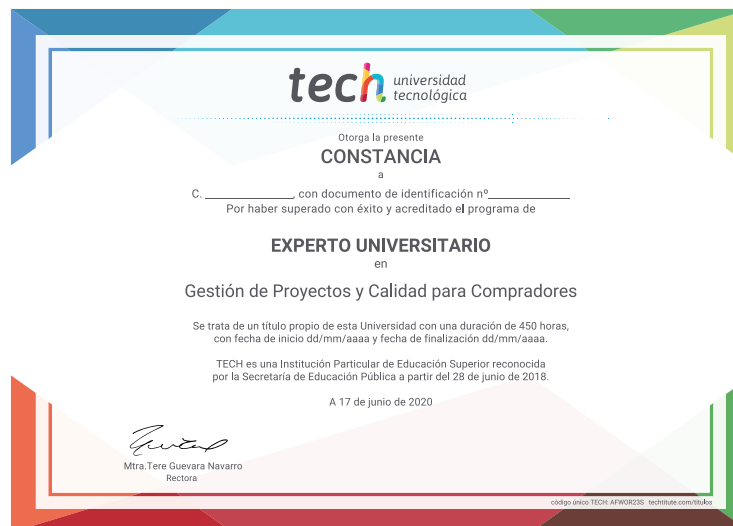 tech universidad
tecnológica
Otorga la presente
CONSTANCIA
a
C. ______________, con documento de identificación nº______________
Por haber superado con éxito y acreditado el programa de
EXPERTO UNIVERSITARIO
en
Gestión de Proyectos y Calidad para Compradores
Se trata de un título propio de esta Universidad con una duración de 450 horas,
con fecha de inicio dd/mm/aaaa y fecha de finalización dd/mm/aaaa.
TECH es una Institución Particular de Educación Superior reconocida
por la Secretaría de Educación Pública a partir del 28 de junio de 2018.
A 17 de junio de 2020
Mtra.Tere Guevara Navarro
Rectora
código único TECH: AFWOR23S techtitute.com/titulos